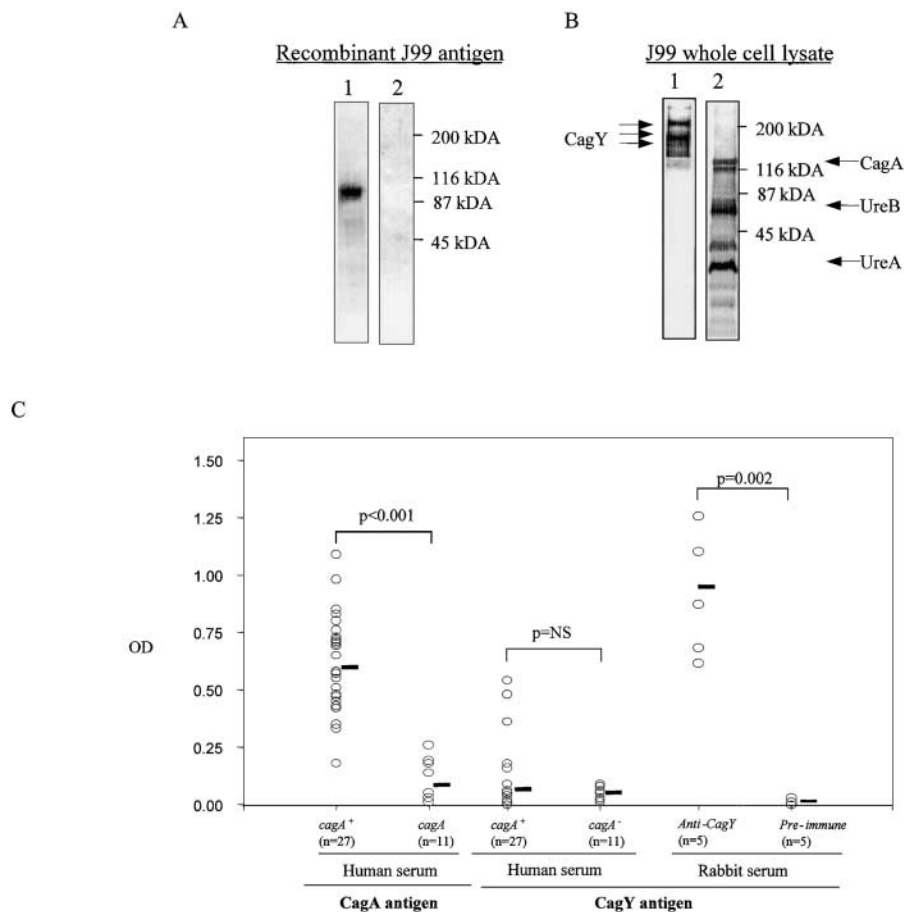 A
Recombinant J99 antigen
1 2
200 kDA
116 kDA
87 kDA
45 kDA
B
J99 whole cell lysate
1 2
CagY
200 kDA
116 kDA
87 kDA
45 kDA
CagA
UreB
UreA
C
OD
1.50
1.25
1.00
0.75
0.50
0.25
0.00
p<0.001
p=NS
p=0.002
cagA+ cagA cagA+ cagA- Anti-CagY Pre-immune
(n=27) (n=11) (n=27) (n=11) (n=5) (n=5)
Human serum Human serum Rabbit serum
CagA antigen CagY antigen